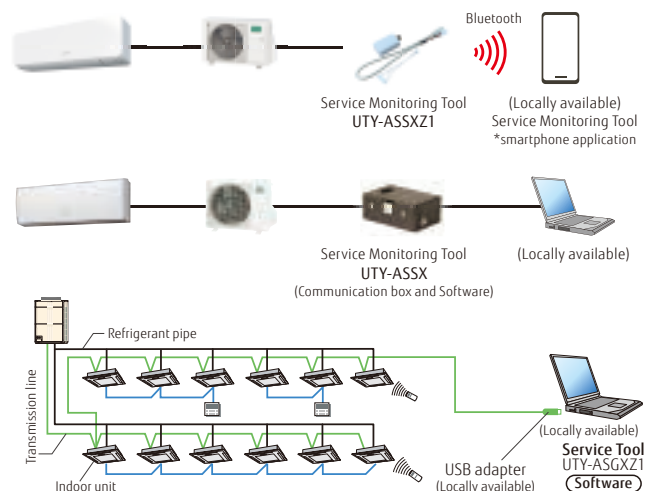 Bluetooth
Service Monitoring Tool
UTY-ASSXZ1
(Locally available)
Service Monitoring Tool
*smartphone application
Service Monitoring Tool
UTY-ASSX
(Communication box and Software)
(Locally available)
Refrigerant pipe
Transmission line
Indoor unit
USB adapter
(Locally available)
(Locally available)
Service Tool
UTY-ASGXZ1
Software